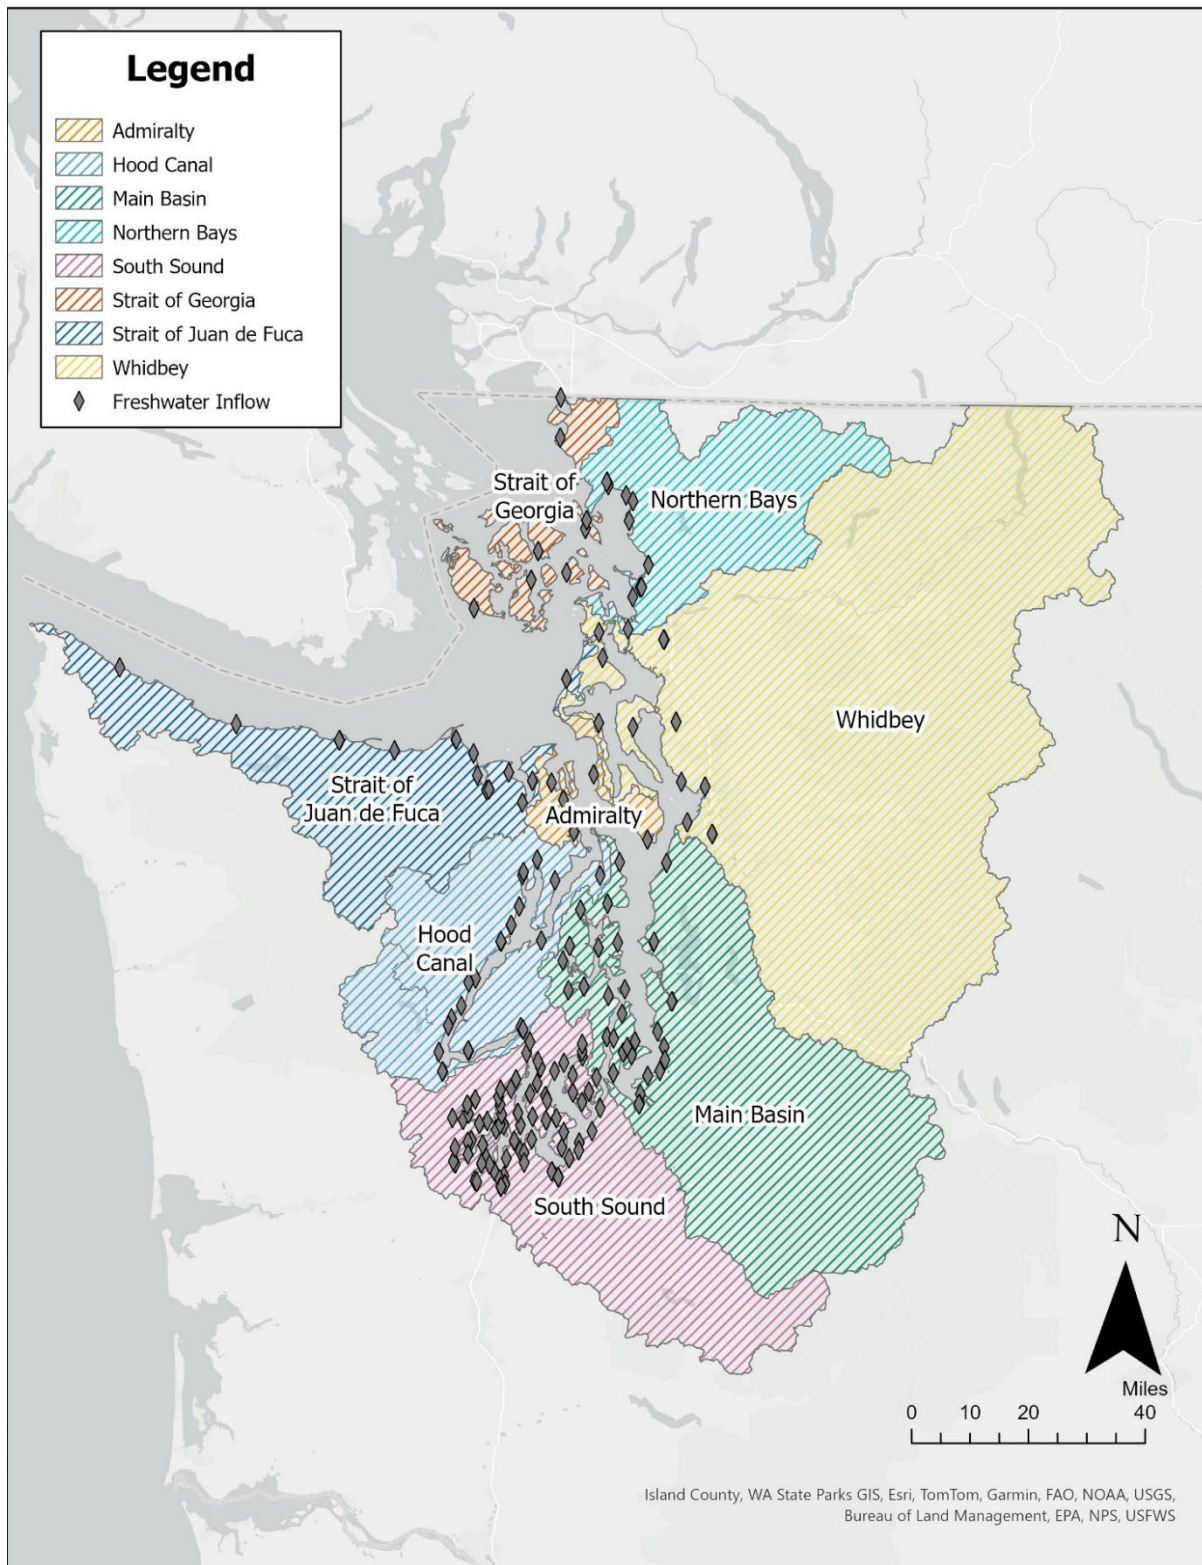 Legend
Admiralty
Hood Canal
Main Basin
Northern Bays
South Sound
Strait of Georgia
Strait of Juan de Fuca
Whidbey
Freshwater Inflow
Strait of
Georgia
Northern Bays
Whidbey
Strait of
Juan de Fuca
Admiralty
Hood
Canal
Main Basin
South Sound
N
Miles
0 10 20 40
Island County, WA State Parks GIS, Esri, TomTom, Garmin, FAO, NOAA, USGS,
Bureau of Land Management, EPA, NPS, USFWS